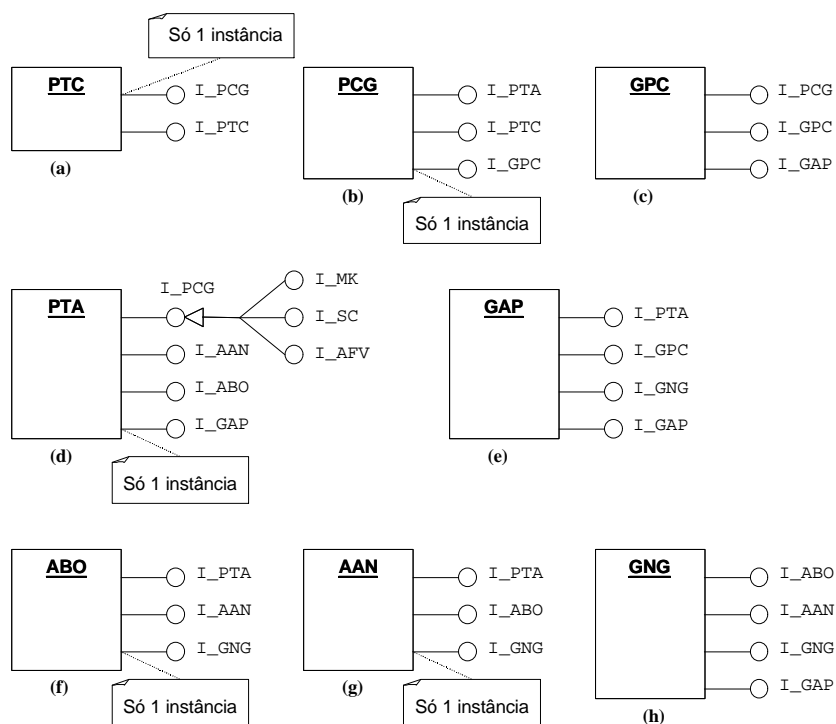 Só 1 instância
PTC
I_PCG
I_PTC
(a)
PCG
I_PTA
I_PTC
I_GPC
Só 1 instância
(b)
GPC
I_PCG
I_GPC
I_GAP
(c)
PTA
I_PCG
I_MK
I_SC
I_AFV
I_AAN
I_ABO
I_GAP
(d)
Só 1 instância
GAP
I_PTA
I_GPC
I_GNG
I_GAP
(e)
ABO
I_PTA
I_AAN
I_GNG
(f)
Só 1 instância
AAN
I_PTA
I_ABO
I_GNG
(g)
Só 1 instância
GNG
I_ABO
I_AAN
I_GNG
I_GAP
(h)